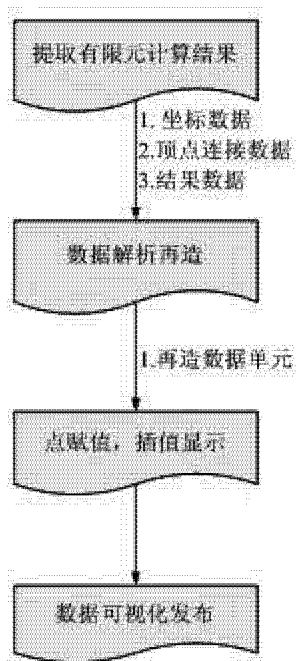 提取有限元计算结果
1. 坐标数据
2.顶点连接数据
3.结果数据
数据解析再造
1.再造数据单元
点赋值，插值显示
数据可视化发布